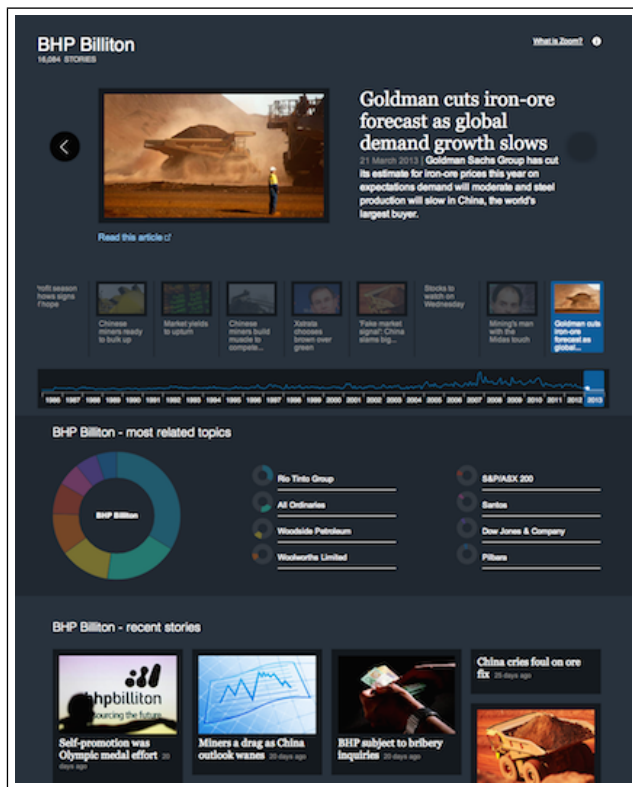 BHP Billiton
16,084 STORIES
What is Zoom?
Goldman cuts iron-ore
forecast as global
demand growth slows
21 March 2013 | Goldman Sachs Group has cut
its estimate for iron-ore prices this year on
expectations demand will moderate and steel
production will slow in China, the world's
largest buyer.
Read this article
rofit season
hows signs
f hope
Chinese
miners ready
to bulk up
Market yields
to upturn
Chinese
miners build
muscle to
compete...
Xstrata
chooses
brown over
green
'Fake market
signal': China
slams big...
Stocks to
watch on
Wednesday
Mining's man
with the
Midas touch
Goldman cuts
iron-ore
forecast as
global...
1986 1987 1988 1989 1990 1991 1992 1993 1994 1995 1996 1997 1998 1999 2000 2001 2002 2003 2004 2005 2006 2007 2008 2009 2010 2011 2012 2013
BHP Billiton - most related topics
BHP Billiton
Rio Tinto Group
All Ordinaries
Woodside Petroleum
Woolworths Limited
S&P/ASX 200
Santos
Dow Jones & Company
Pilbara
BHP Billiton - recent stories
bhpbilliton
sourcing the future
Self-promotion was
Olympic medal effort 20
days ago
Miners a drag as China
outlook wanes 20 days ago
BHP subject to bribery
inquiries 20 days ago
China cries foul on ore
fix 25 days ago